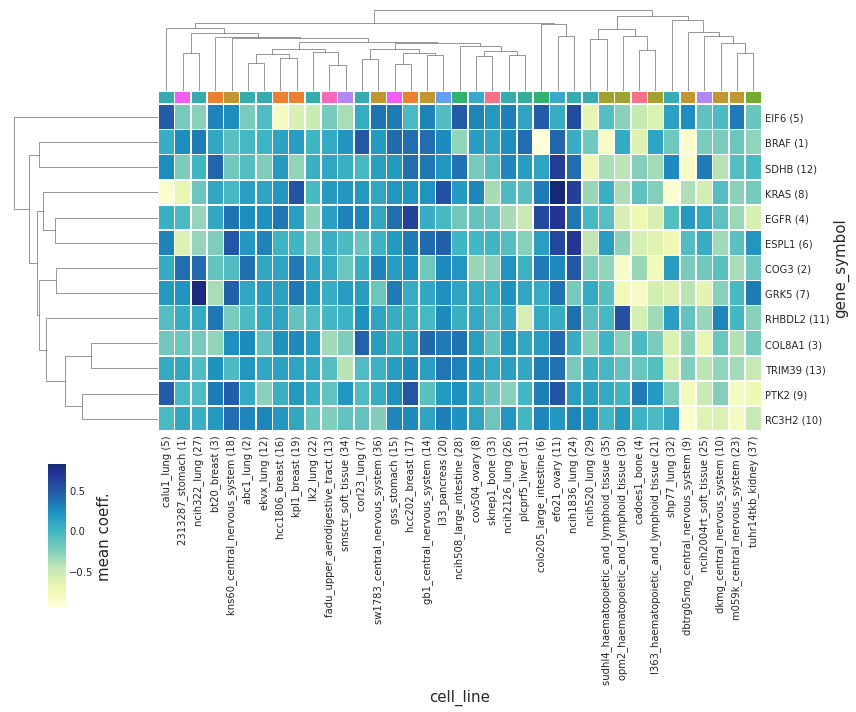 EIF6 (5)
BRAF (1)
SDHB (12)
KRAS (8)
EGFR (4)
ESPL1 (6)
COG3 (2)
GRK5 (7)
RHBDL2 (11)
COL8A1 (3)
TRIM39 (13)
PTK2 (9)
RC3H2 (10)
gene_symbol
calu1_lung (5)
2313287_stomach (1)
ncih322_lung (27)
bt20_breast (3)
kns60_central_nervous_system (18)
abc1_lung (2)
ekvx_lung (12)
hcc1806_breast (16)
kpl1_breast (19)
lk2_lung (22)
fadu_upper_aerodigestive_tract (13)
smsctr_soft_tissue (34)
corl23_lung (7)
sw1783_central_nervous_system (36)
gss_stomach (15)
hcc202_breast (17)
gb1_central_nervous_system (14)
l33_pancreas (20)
ncih508_large_intestine (28)
cov504_ovary (8)
sknep1_bone (33)
ncih2126_lung (26)
plcprf5_liver (31)
colo205_large_intestine (6)
efo21_ovary (11)
ncih1836_lung (24)
ncih520_lung (29)
sudhl4_haematopoietic_and_lymphoid_tissue (35)
opm2_haematopoietic_and_lymphoid_tissue (30)
cadoes1_bone (4)
l363_haematopoietic_and_lymphoid_tissue (21)
shp77_lung (32)
dbtrg05mg_central_nervous_system (9)
ncih2004rt_soft_tissue (25)
dkmg_central_nervous_system (10)
m059k_central_nervous_system (23)
tuhr14tkb_kidney (37)
cell_line
0.5
0.0
−0.5
mean coeff.